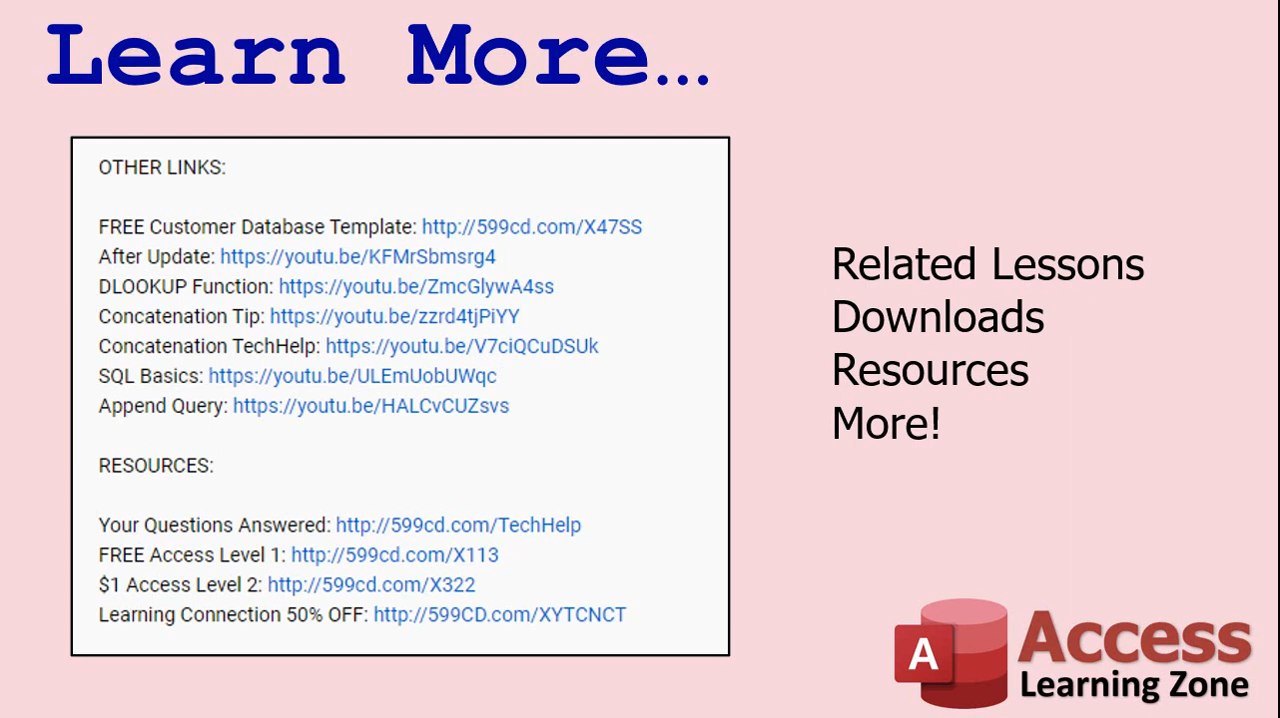 Learn More...
OTHER LINKS:
FREE Customer Database Template: http://599cd.com/X47SS
After Update: https://youtu.be/KFMrSbmsrg4
DLOOKUP Function: https://youtu.be/ZmcGlywA4ss
Concatenation Tip: https://youtu.be/zzrd4tjPiYY
Concatenation TechHelp: https://youtu.be/V7ciQCuDSUk
SQL Basics: https://youtu.be/ULEmUobUWqc
Append Query: https://youtu.be/HALCvCUZsvs
RESOURCES:
Your Questions Answered: http://599cd.com/TechHelp
FREE Access Level 1: http://599cd.com/X113
$1 Access Level 2: http://599cd.com/X322
Learning Connection 50% OFF: http://599CD.com/XYTCNCT
Related Lessons
Downloads
Resources
More!
A
Access
Learning Zone